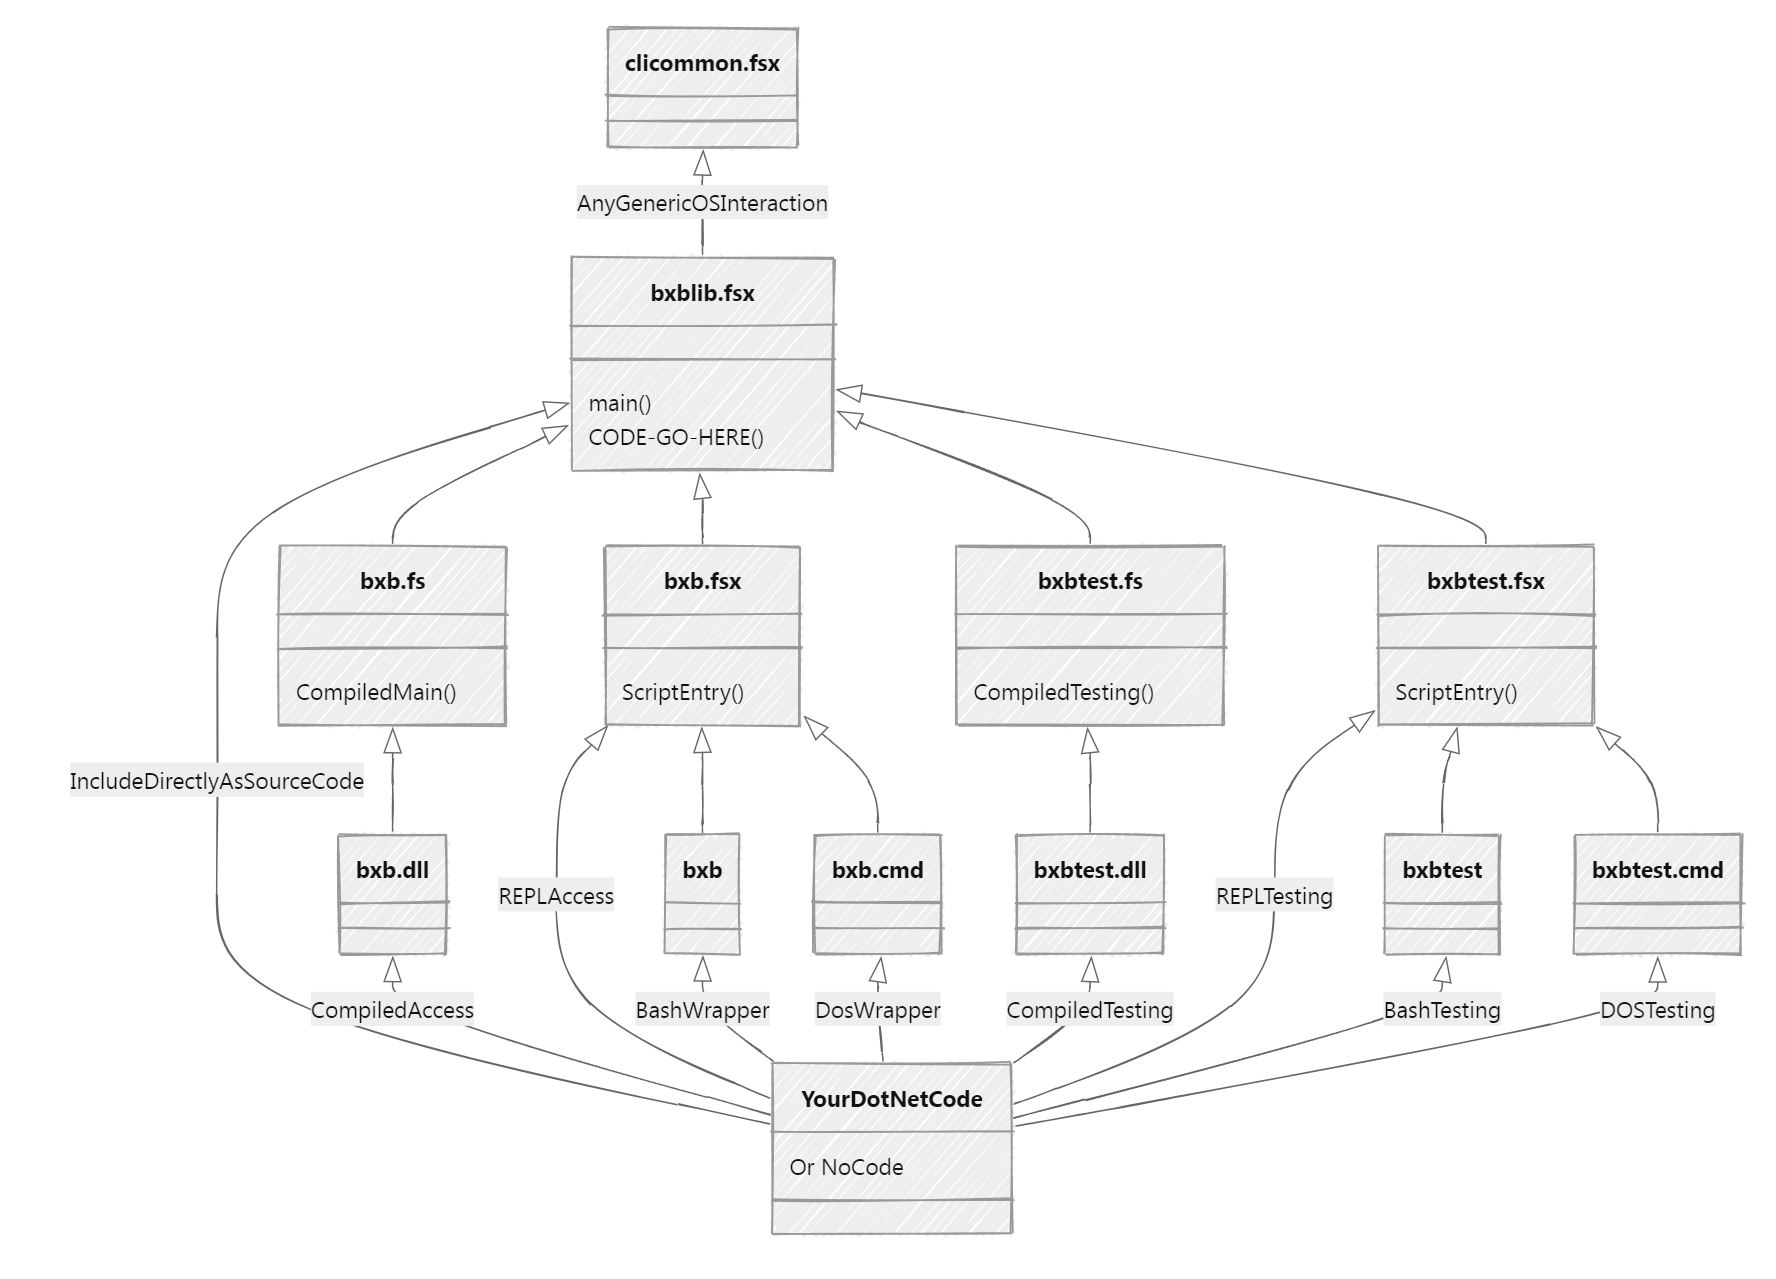 clicommon.fsx
AnyGenericOSInteraction
bxblib.fsx
main()
CODE-GO-HERE()
bxb.fs
bxb.fsx
bxbtest.fs
bxbtest.fsx
CompiledMain()
ScriptEntry()
CompiledTesting()
ScriptEntry()
IncludeDirectlyAsSourceCode
bxb.dll
bxb
bxb.cmd
bxbtest.dll
bxbtest
bxbtest.cmd
REPLAccess
REPLTesting
CompiledAccess
BashWrapper
DosWrapper
CompiledTesting
BashTesting
DOSTesting
YourDotNetCode
Or NoCode